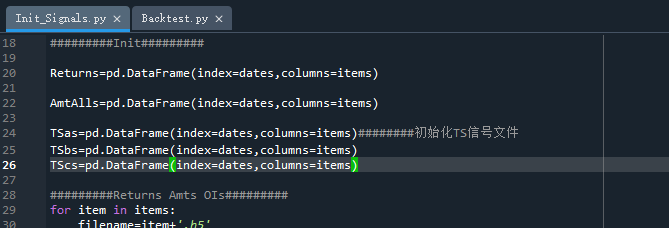 Init_Signals.py × Backtest.py ×
18 #########Init#########
19
20 Returns=pd.DataFrame(index=dates,columns=items)
21
22 AmtAlls=pd.DataFrame(index=dates,columns=items)
23
24 TSas=pd.DataFrame(index=dates,columns=items)########初始化TS信号文件
25 TSbs=pd.DataFrame(index=dates,columns=items)
26 TScs=pd.DataFrame(index=dates,columns=items)
27
28 #########Returns Amts OIs#########
29 for item in items:
30 filename=item+'.h5'